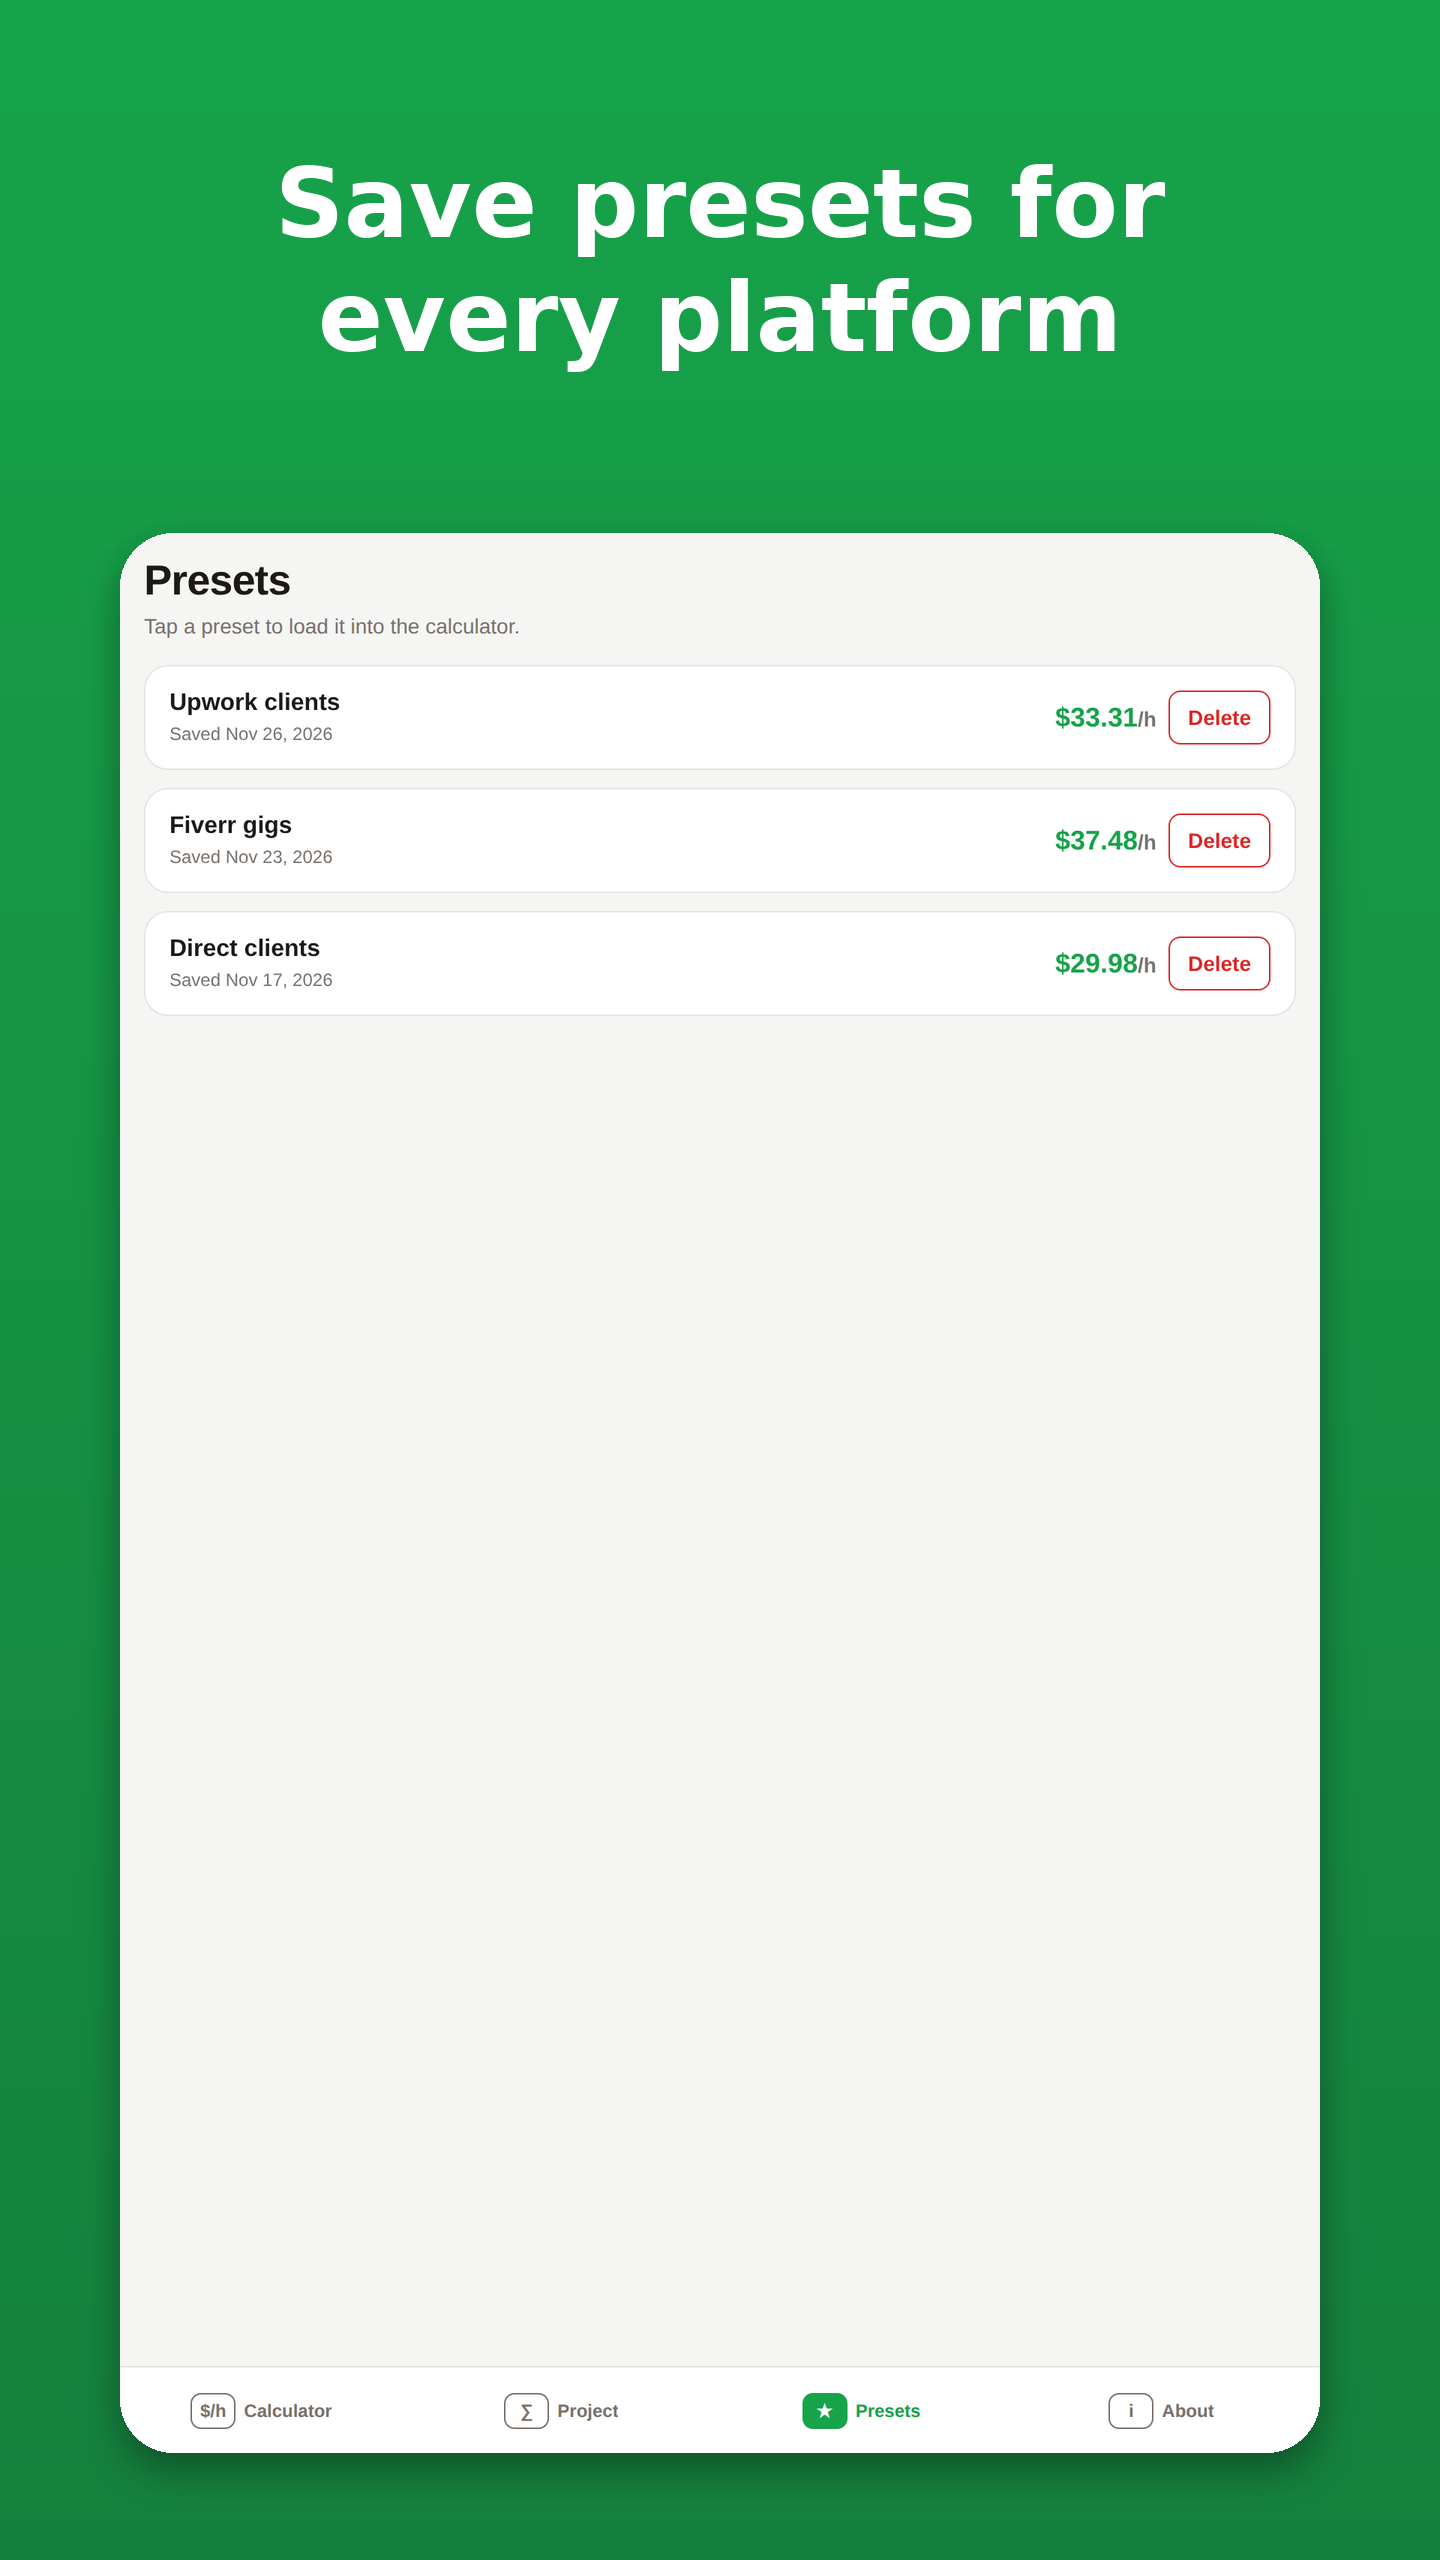 Save presets for
every platform
Presets
Tap a preset to load it into the calculator.
Upwork clients
Saved Nov 26, 2026
$33.31/h
Delete
Fiverr gigs
Saved Nov 23, 2026
$37.48/h
Delete
Direct clients
Saved Nov 17, 2026
$29.98/h
Delete
$/h Calculator
∑ Project
★ Presets
i About